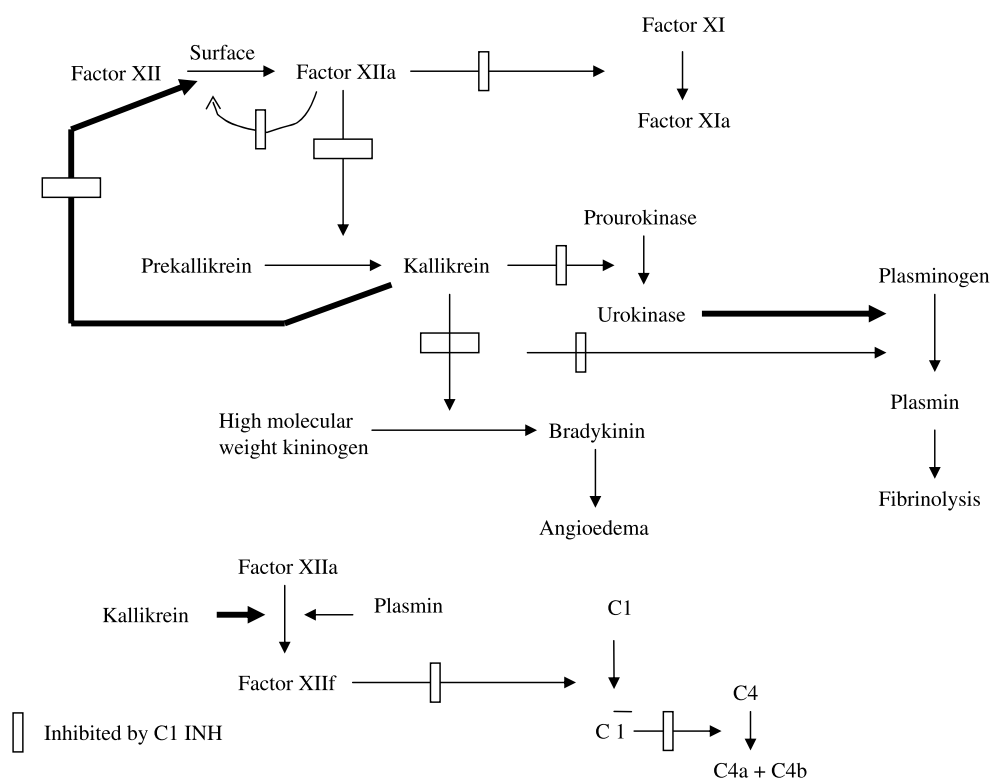 Factor XI
Surface
Factor XII
Factor XIIa
Factor XIa
Prourokinase
Prekallikrein
Kallikrein
Plasminogen
Urokinase
Plasmin
High molecular
weight kininogen
Bradykinin
Fibrinolysis
Angioedema
Factor XIIa
Kallikrein
Plasmin
C1
Factor XIIf
C4
C 1̅
Inhibited by C1 INH
C4a + C4b